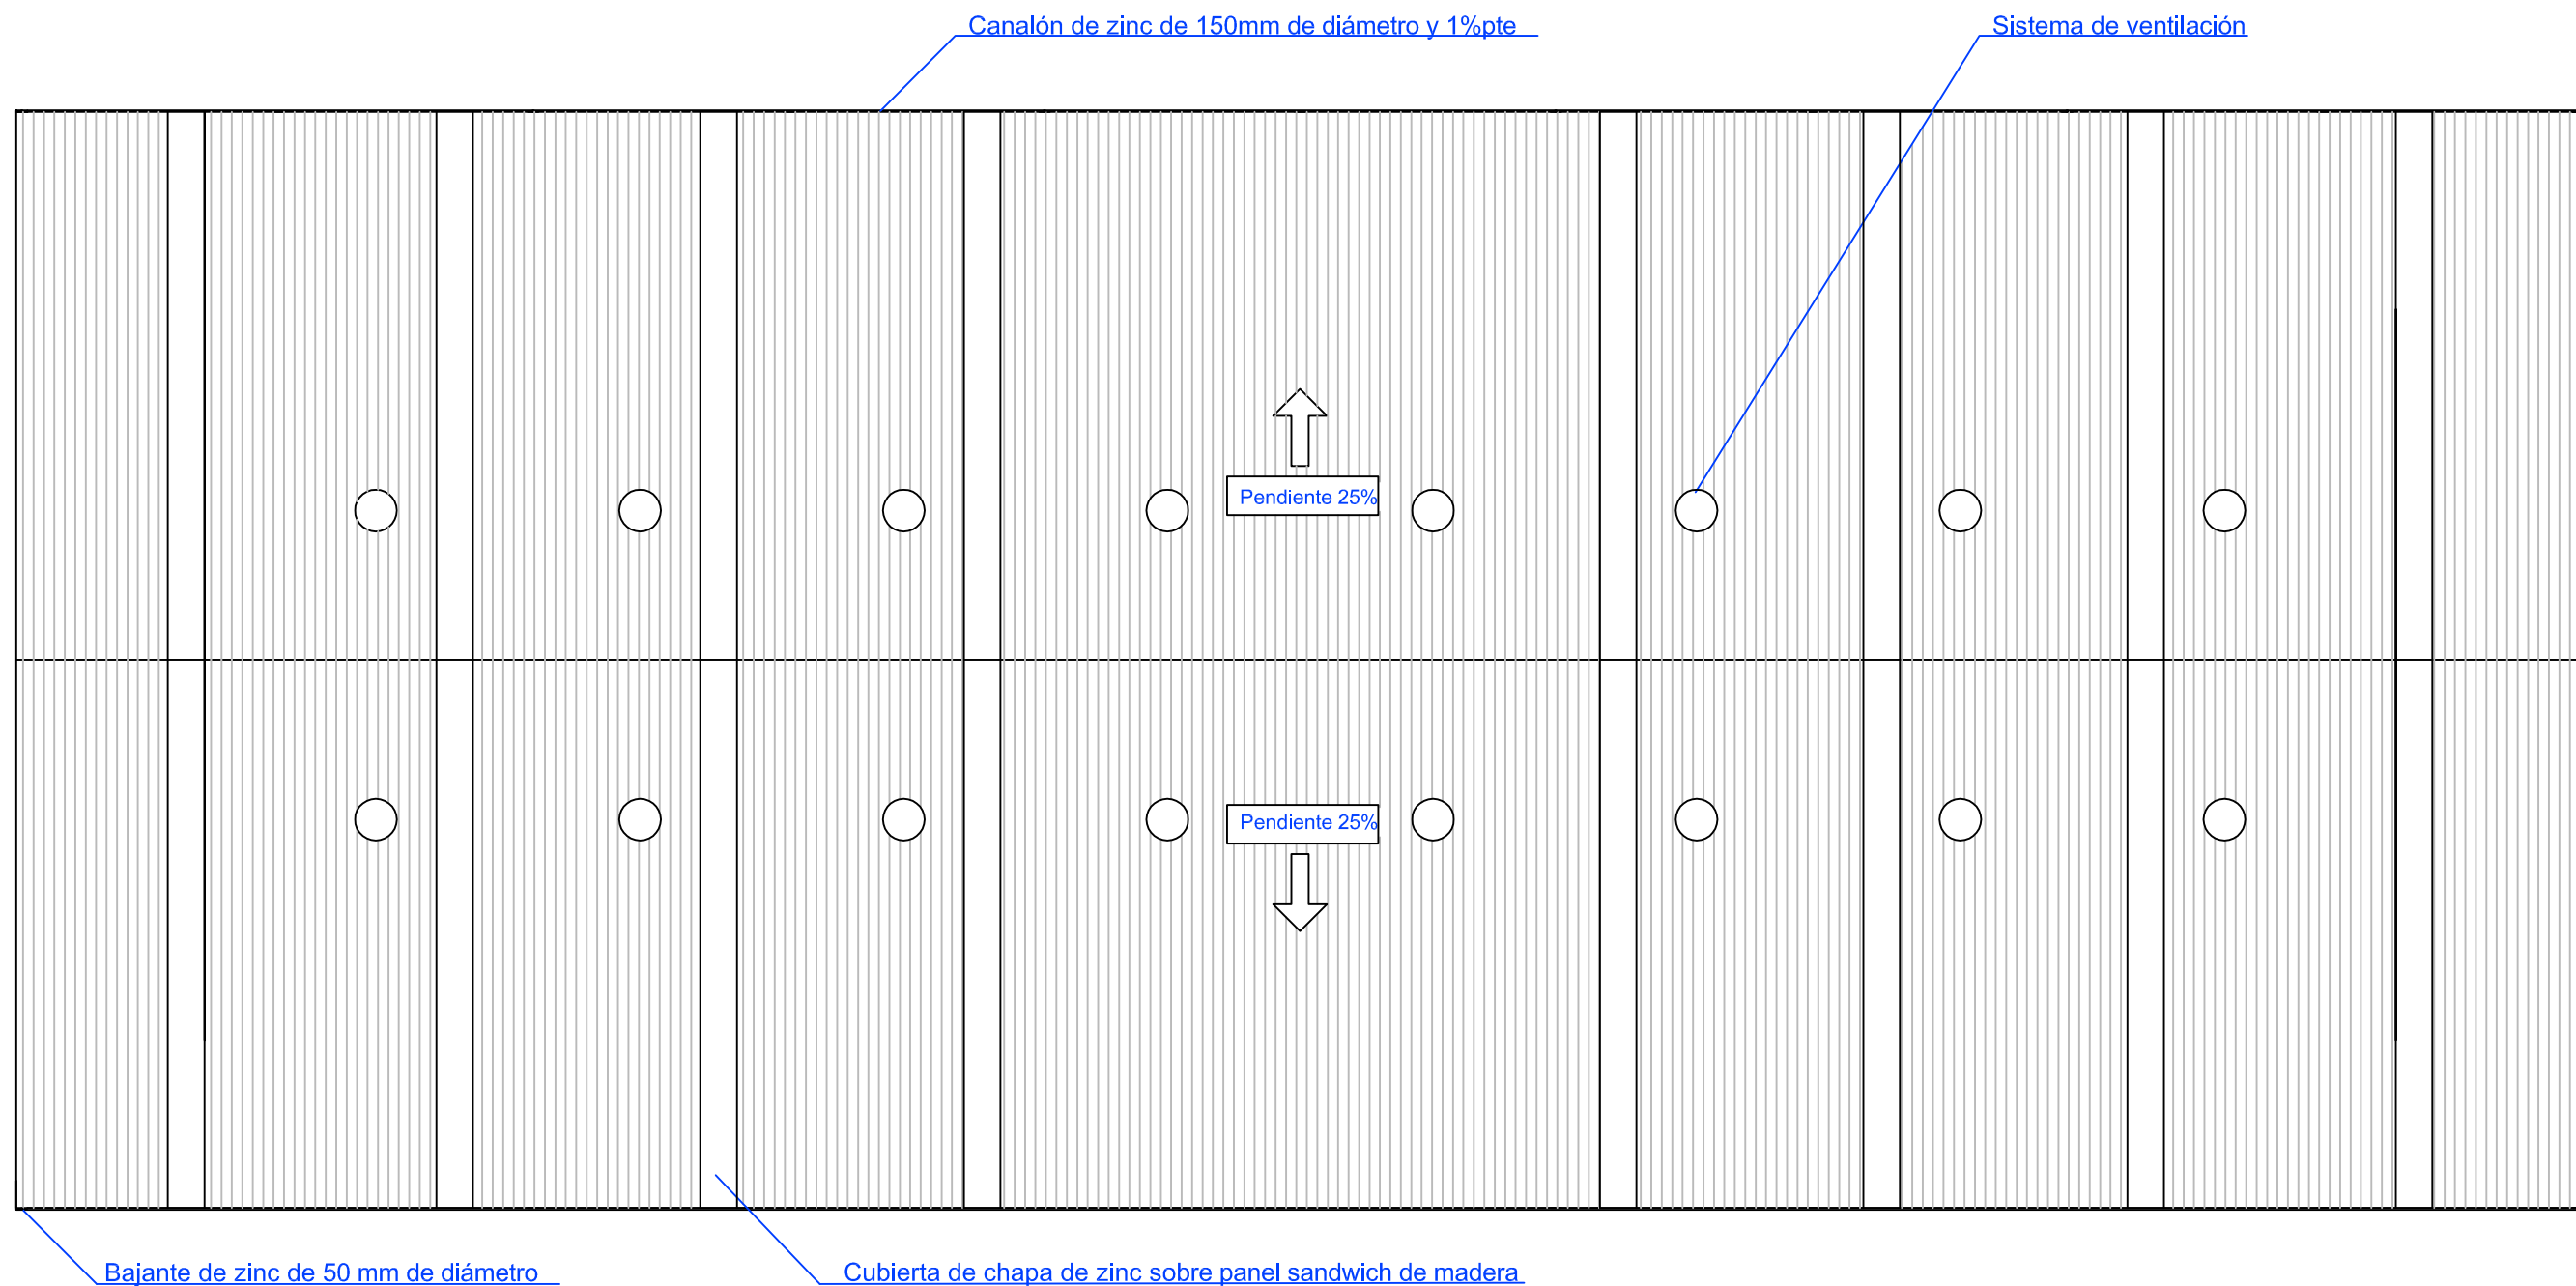 Canalón de zinc de 150mm de diámetro y 1%pte
Sistema de ventilación
Pendiente 25%
Pendiente 25%
Bajante de zinc de 50 mm de diámetro
Cubierta de chapa de zinc sobre panel sandwich de madera